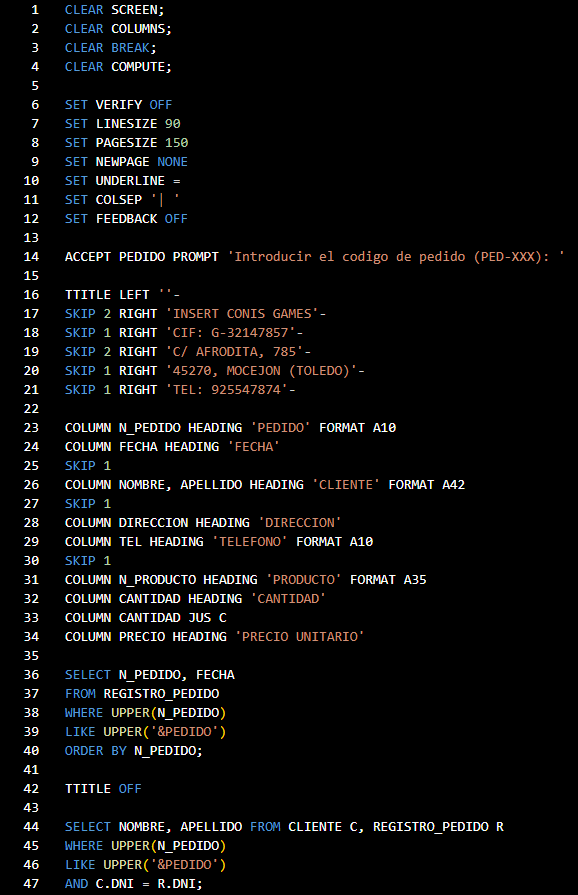 1 CLEAR SCREEN;
2 CLEAR COLUMNS;
3 CLEAR BREAK;
4 CLEAR COMPUTE;
5
6 SET VERIFY OFF
7 SET LINESIZE 90
8 SET PAGESIZE 150
9 SET NEWPAGE NONE
10 SET UNDERLINE =
11 SET COLSEP '| '
12 SET FEEDBACK OFF
13
14 ACCEPT PEDIDO PROMPT 'Introducir el codigo de pedido (PED-XXX): '
15
16 TTITLE LEFT ''-
17 SKIP 2 RIGHT 'INSERT CONIS GAMES'-
18 SKIP 1 RIGHT 'CIF: G-32147857'-
19 SKIP 2 RIGHT 'C/ AFRODITA, 785'-
20 SKIP 1 RIGHT '45270, MOCEJON (TOLEDO)'-
21 SKIP 1 RIGHT 'TEL: 925547874'-
22
23 COLUMN N_PEDIDO HEADING 'PEDIDO' FORMAT A10
24 COLUMN FECHA HEADING 'FECHA'
25 SKIP 1
26 COLUMN NOMBRE, APELLIDO HEADING 'CLIENTE' FORMAT A42
27 SKIP 1
28 COLUMN DIRECCION HEADING 'DIRECCION'
29 COLUMN TEL HEADING 'TELEFONO' FORMAT A10
30 SKIP 1
31 COLUMN N_PRODUCTO HEADING 'PRODUCTO' FORMAT A35
32 COLUMN CANTIDAD HEADING 'CANTIDAD'
33 COLUMN CANTIDAD JUS C
34 COLUMN PRECIO HEADING 'PRECIO UNITARIO'
35
36 SELECT N_PEDIDO, FECHA
37 FROM REGISTRO_PEDIDO
38 WHERE UPPER(N_PEDIDO)
39 LIKE UPPER('&PEDIDO')
40 ORDER BY N_PEDIDO;
41
42 TTITLE OFF
43
44 SELECT NOMBRE, APELLIDO FROM CLIENTE C, REGISTRO_PEDIDO R
45 WHERE UPPER(N_PEDIDO)
46 LIKE UPPER('&PEDIDO')
47 AND C.DNI = R.DNI;